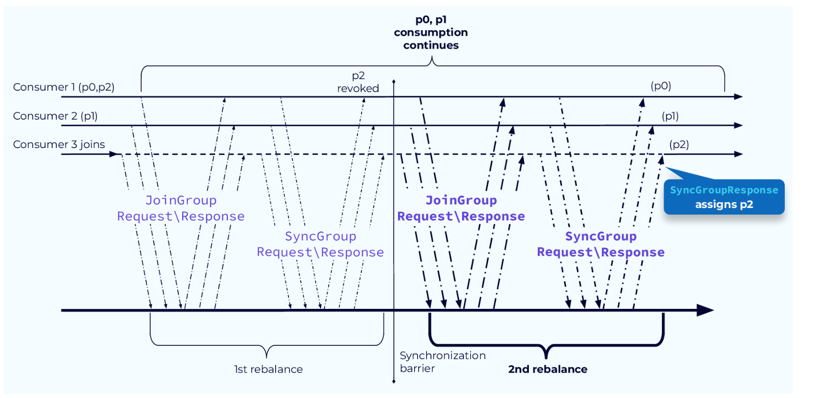 p0, p1
consumption
continues
p2
revoked
Consumer 1 (p0,p2)
(p0)
Consumer 2 (p1)
(p1)
Consumer 3 joins
(p2)
SyncGroupResponse
assigns p2
JoinGroup
Request\Response
JoinGroup
Request\Response
SyncGroup
Request\Response
SyncGroup
Request\Response
Synchronization
barrier
1st rebalance
2nd rebalance